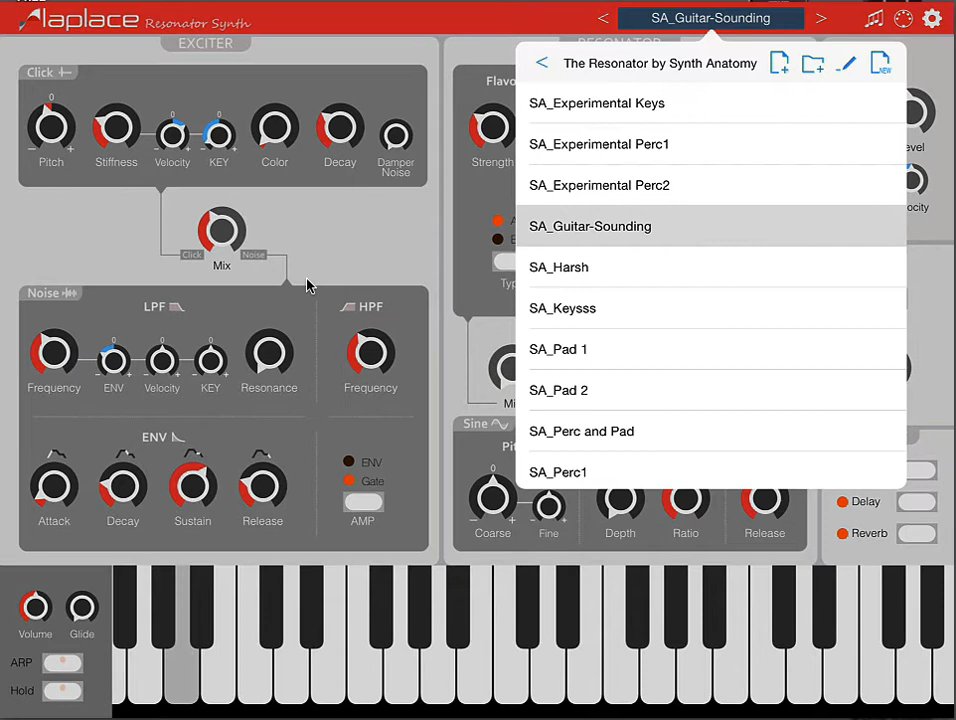 laplace Resonator Synth
< SA_Guitar-Sounding >
EXCITER
Click
0
Pitch
Stiffness
0
Velocity
0
KEY
Color
Decay
Damper
Noise
Click Noise
Mix
Noise
LPF
HPF
Frequency
0
ENV
0
Velocity
0
KEY
Resonance
Frequency
ENV
Attack
Decay
Sustain
Release
ENV
Gate
AMP
RESONATOR
Strength
Sine
0
Coarse
Fine
Depth
Ratio
Release
Delay
Reverb
< The Resonator by Synth Anatomy
NEW
SA_Experimental Keys
SA_Experimental Perc1
SA_Experimental Perc2
SA_Guitar-Sounding
SA_Harsh
SA_Keysss
SA_Pad 1
SA_Pad 2
SA_Perc and Pad
SA_Perc1
Volume
Glide
ARP
Hold